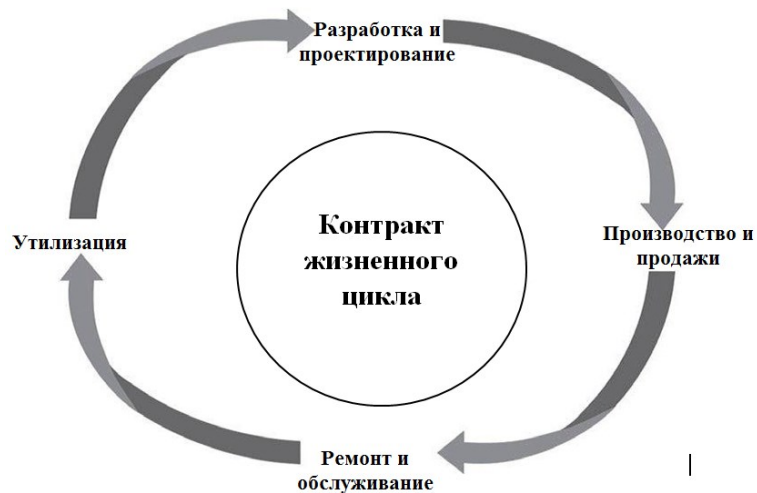 Разработка и
проектирование
Контракт
жизненного
цикла
Утилизация
Производство и
продажи
Ремонт и
обслуживание